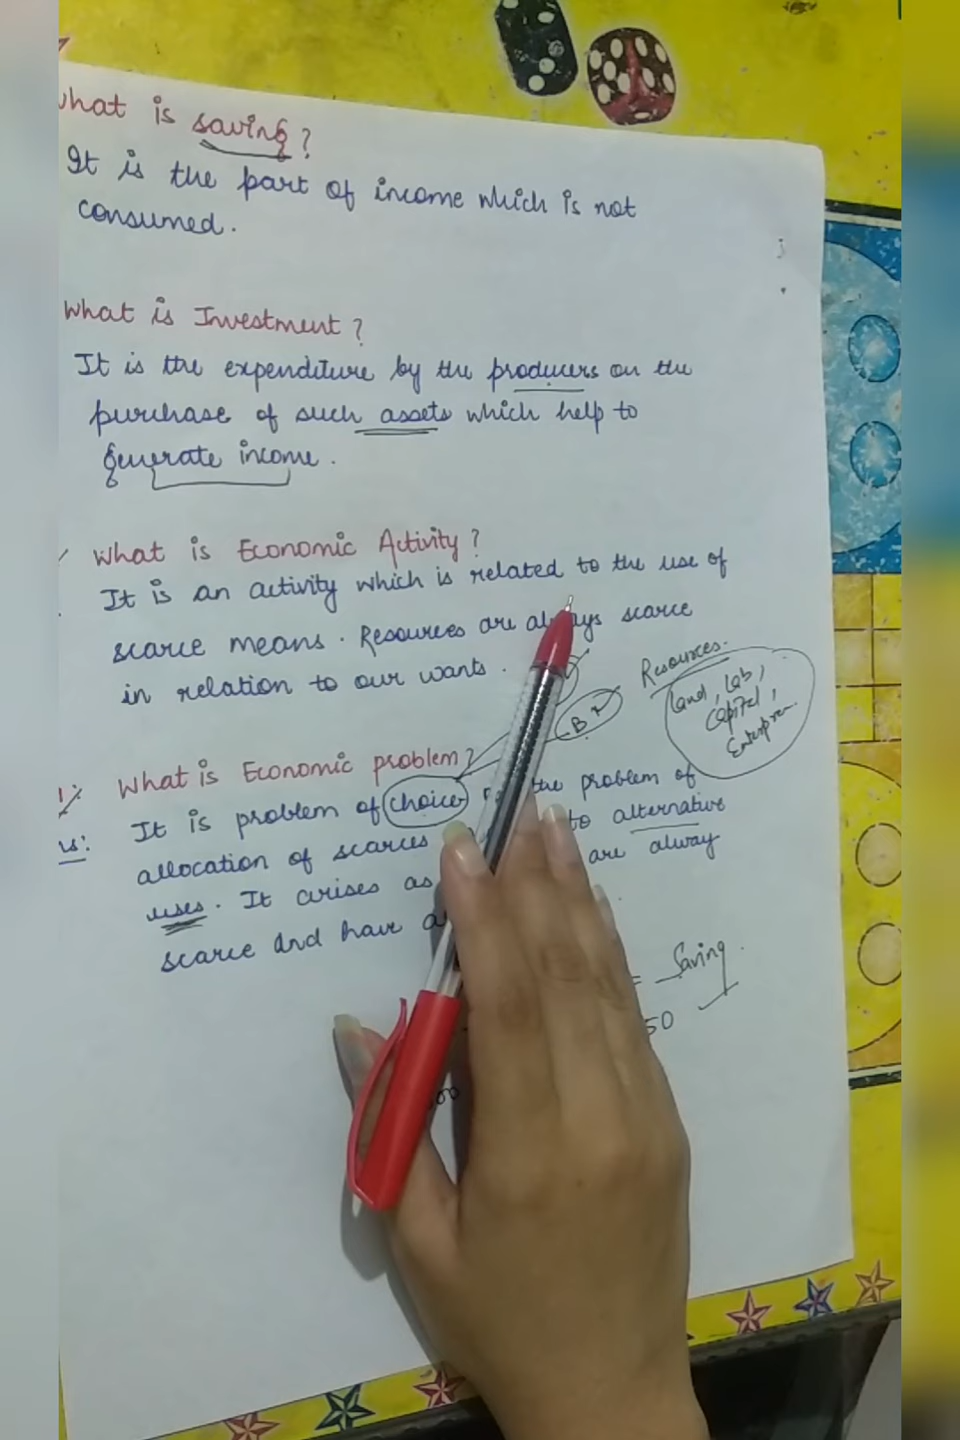 What is saving?
It is the part of income which is not
consumed.
What is Investment?
It is the expenditure by the producers on the
purchase of such assets which help to
generate income.
What is Economic Activity?
It is an activity which is related to the use of
scarce means. Resources are always scarce
in relation to our wants.
Resources.
Land, Lab,
Capital,
Enterpren.
B
What is Economic problem?
It is problem of choice the problem of
allocation of scarces to alternative
uses. It arises as are alway
scarce and have
= Saving.
50
00